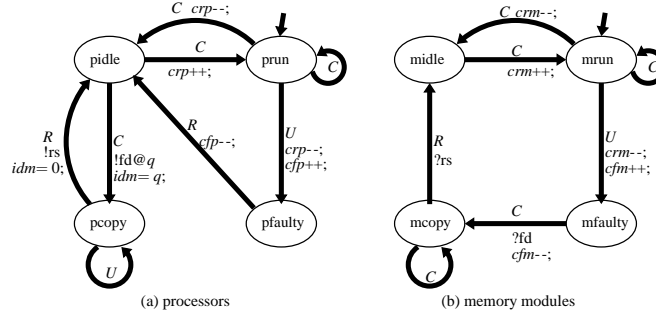 C crp--;
pidle
C
crp++;
prun
C
R
!rs
idm= 0;
C
!fd@q
idm= q;
R
cfp--;
U
crp--;
cfp++;
pcopy
pfaulty
U
(a) processors
C crm--;
midle
C
crm++;
mrun
C
R
?rs
U
crm--;
cfm++;
mcopy
C
?fd
cfm--;
mfaulty
C
(b) memory modules